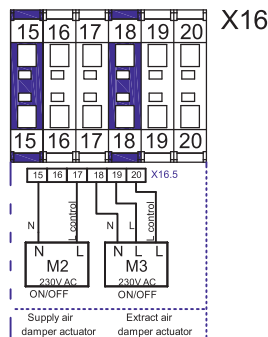 X16
15 16 17 18 19 20
15 16 17 18 19 20
15 16 17 18 19 20 X16.5
N L control N L L control
N L N L
M2 M3
230V AC 230V AC
ON/OFF ON/OFF
Supply air Extract air
damper actuator damper actuator